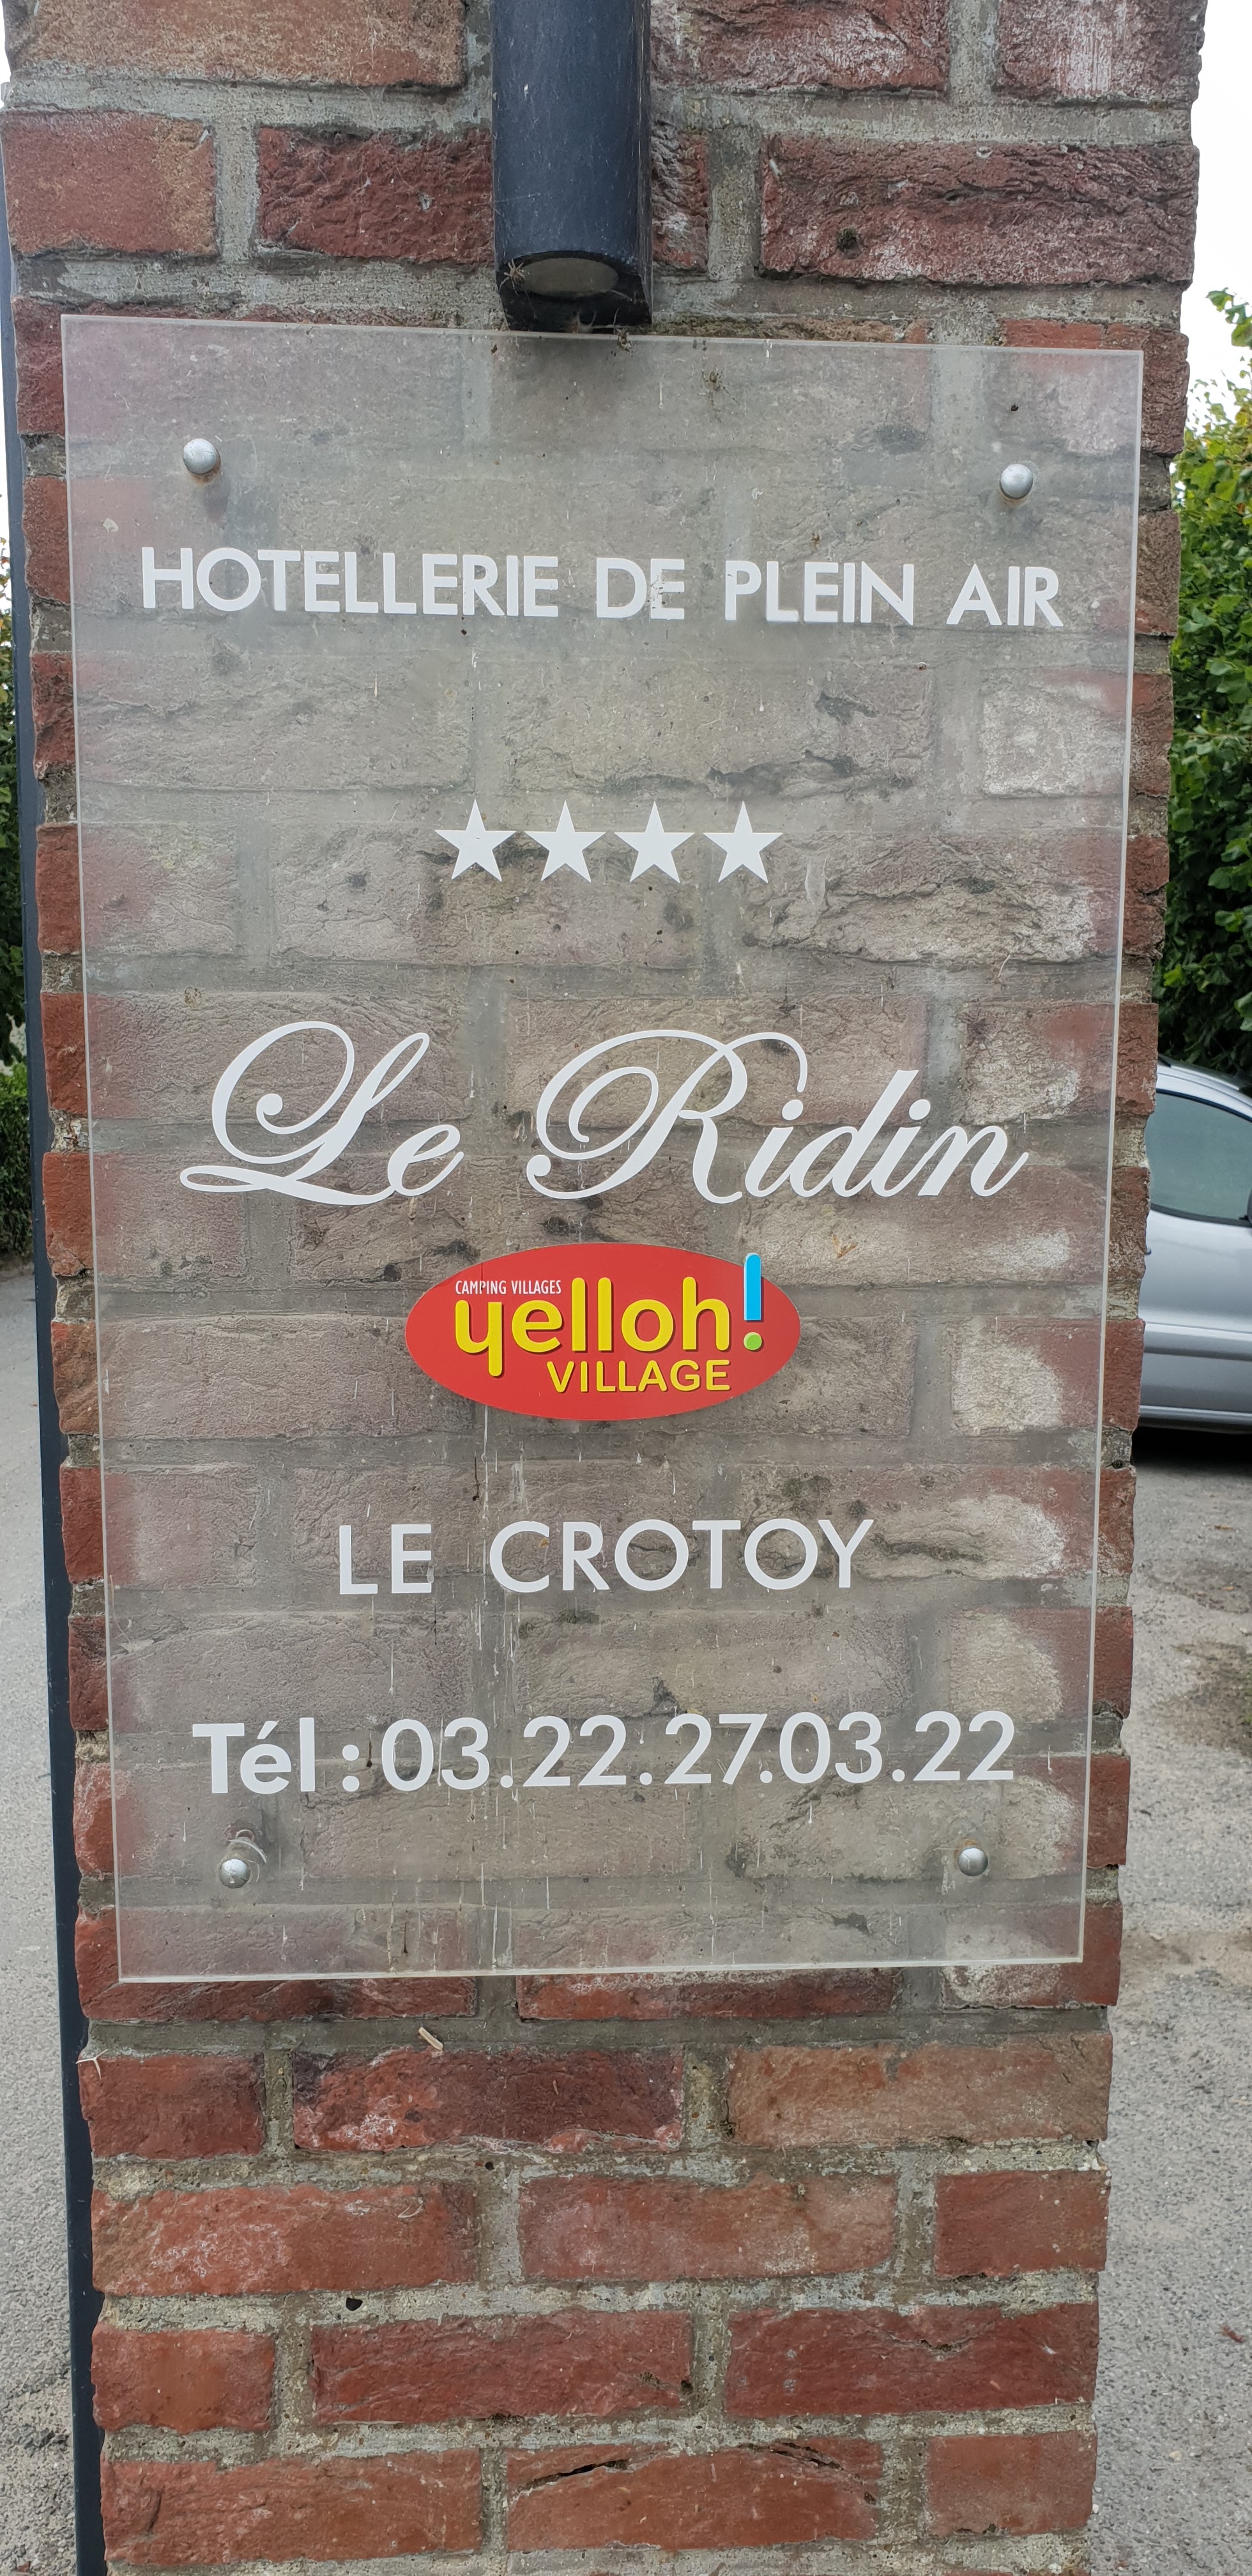 HOTELLERIE DE PLEIN AIR
★★★★
Le Ridin
CAMPING VILLAGES
yelloh!
VILLAGE
LE CROTOY
Tél:03.22.27.03.22